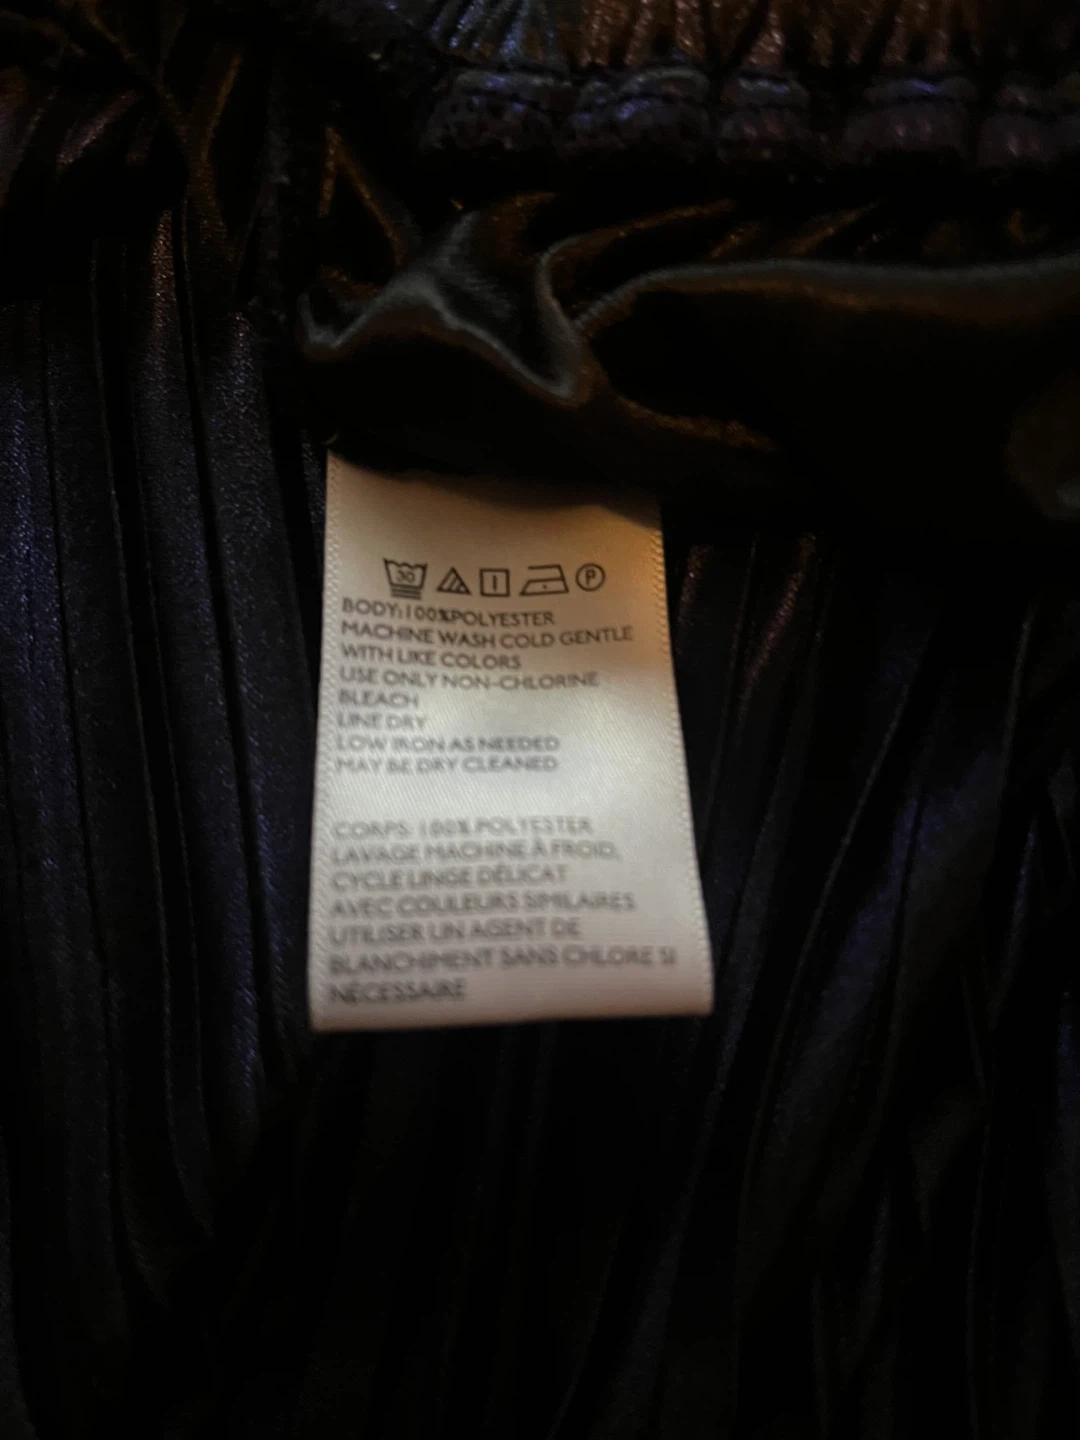 30 P
BODY:100%POLYESTER
MACHINE WASH COLD GENTLE
WITH LIKE COLORS
USE ONLY NON-CHLORINE
BLEACH
LINE DRY
LOW IRON AS NEEDED
MAY BE DRY CLEANED
CORPS: 100% POLYESTER
LAVAGE MACHINE À FROID,
CYCLE LINGE DÉLICAT
AVEC COULEURS SIMILAIRES
UTILISER UN AGENT DE
BLANCHIMENT SANS CHLORE SI
NÉCESSAIRE